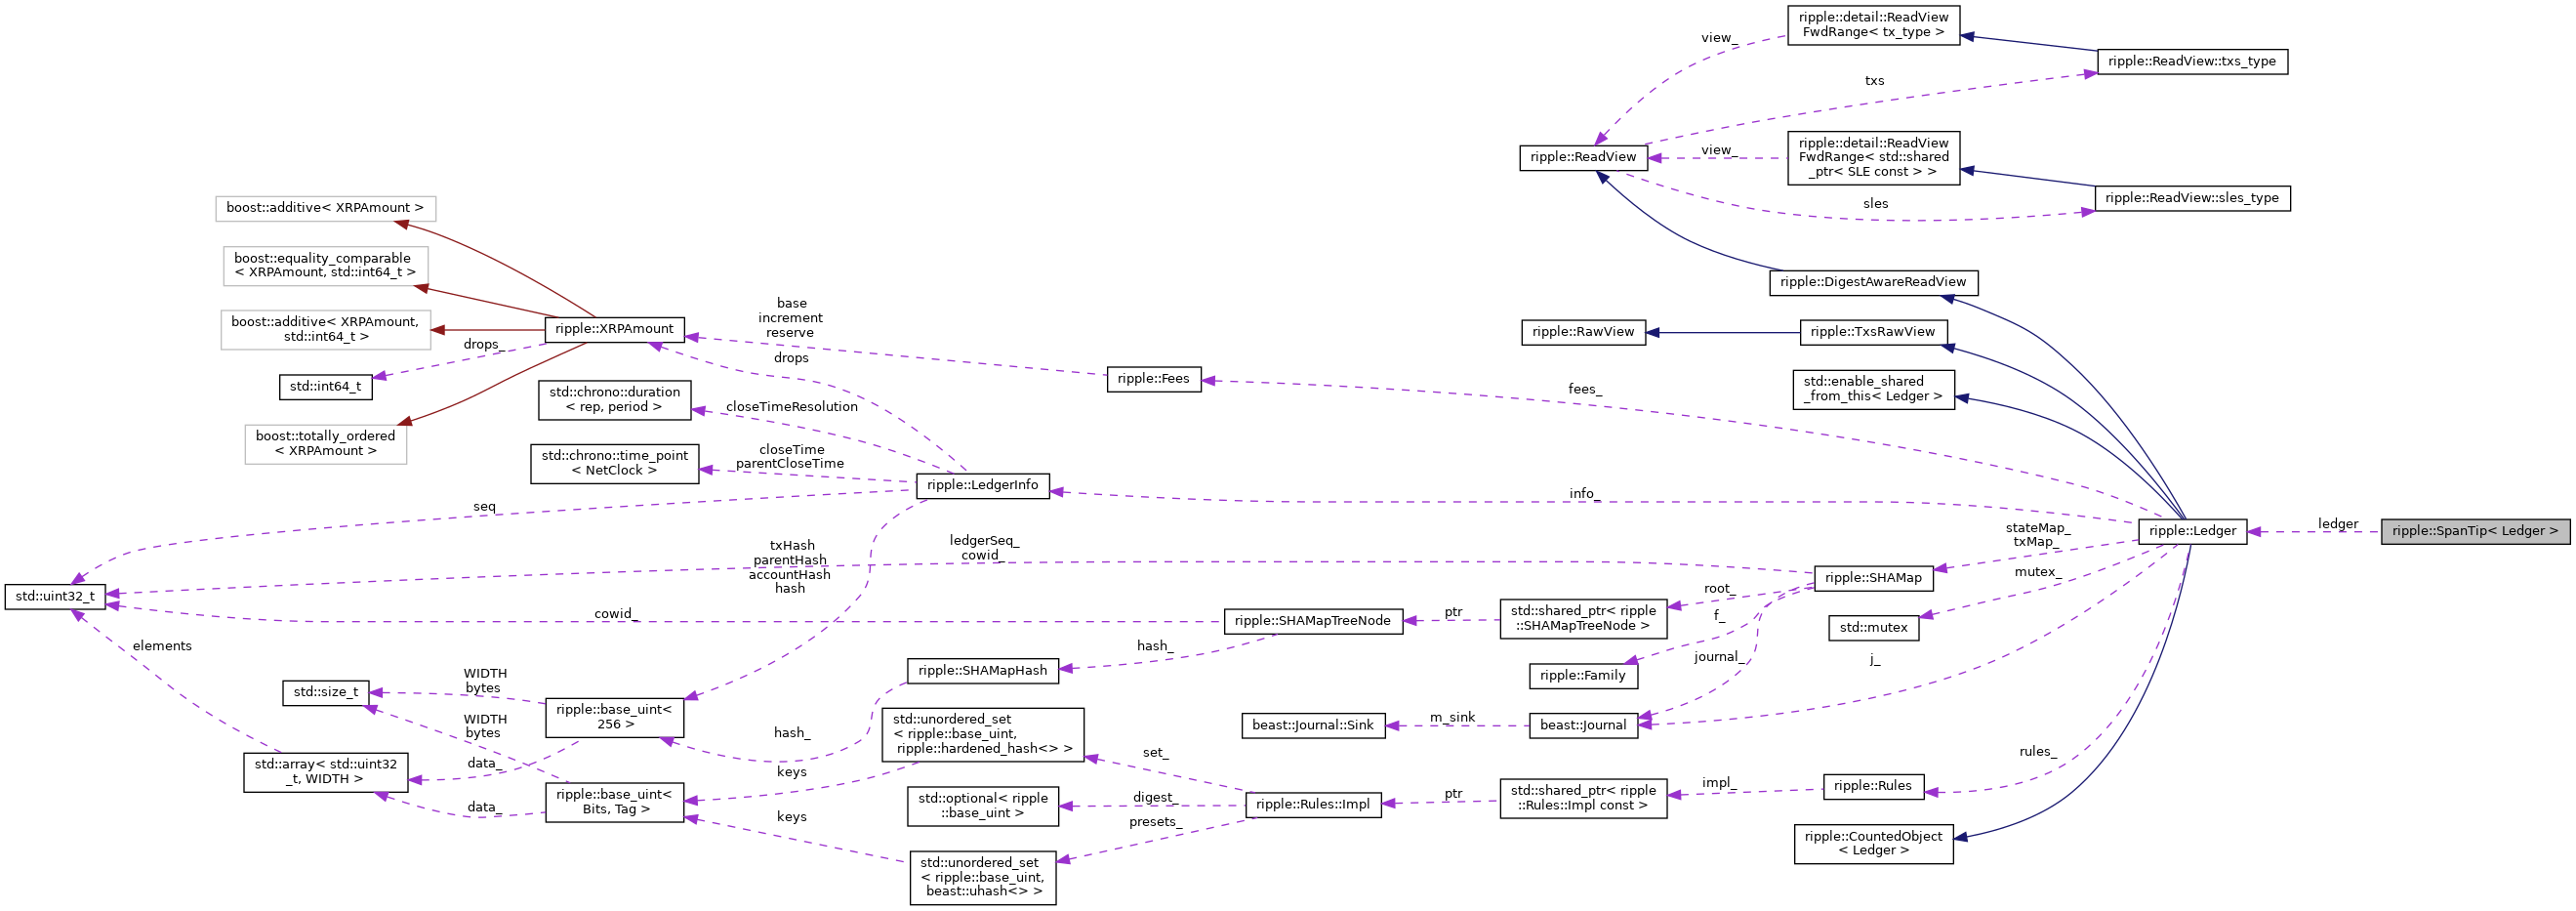 ripple::detail::ReadView
FwdRange< tx_type >
view_
ripple::ReadView::txs_type
txs
ripple::detail::ReadView
FwdRange< std::shared
_ptr< SLE const > >
view_
ripple::ReadView
ripple::ReadView::sles_type
sles
boost::additive< XRPAmount >
boost::equality_comparable
< XRPAmount, std::int64_t >
ripple::DigestAwareReadView
base
increment
reserve
boost::additive< XRPAmount,
std::int64_t >
ripple::XRPAmount
ripple::RawView
ripple::TxsRawView
drops_
drops
std::int64_t
ripple::Fees
std::chrono::duration
< rep, period >
closeTimeResolution
fees_
std::enable_shared
_from_this< Ledger >
boost::totally_ordered
< XRPAmount >
std::chrono::time_point
< NetClock >
closeTime
parentCloseTime
ripple::LedgerInfo
info_
seq
stateMap_
txMap_
ripple::Ledger
ledger
ripple::SpanTip< Ledger >
txHash
parentHash
accountHash
hash
ledgerSeq_
cowid_
ripple::SHAMap
mutex_
std::uint32_t
cowid_
root_
f_
ripple::SHAMapTreeNode
ptr
std::shared_ptr< ripple
::SHAMapTreeNode >
std::mutex
elements
hash_
journal_
j_
ripple::SHAMapHash
ripple::Family
std::size_t
WIDTH
bytes
ripple::base_uint<
256 >
WIDTH
bytes
hash_
std::unordered_set
< ripple::base_uint,
ripple::hardened_hash<> >
beast::Journal::Sink
m_sink
beast::Journal
set_
rules_
std::array< std::uint32
_t, WIDTH >
data_
keys
data_
ripple::base_uint<
Bits, Tag >
std::optional< ripple
::base_uint >
digest_
ripple::Rules::Impl
ptr
std::shared_ptr< ripple
::Rules::Impl const >
impl_
ripple::Rules
keys
presets_
std::unordered_set
< ripple::base_uint,
beast::uhash<> >
ripple::CountedObject
< Ledger >